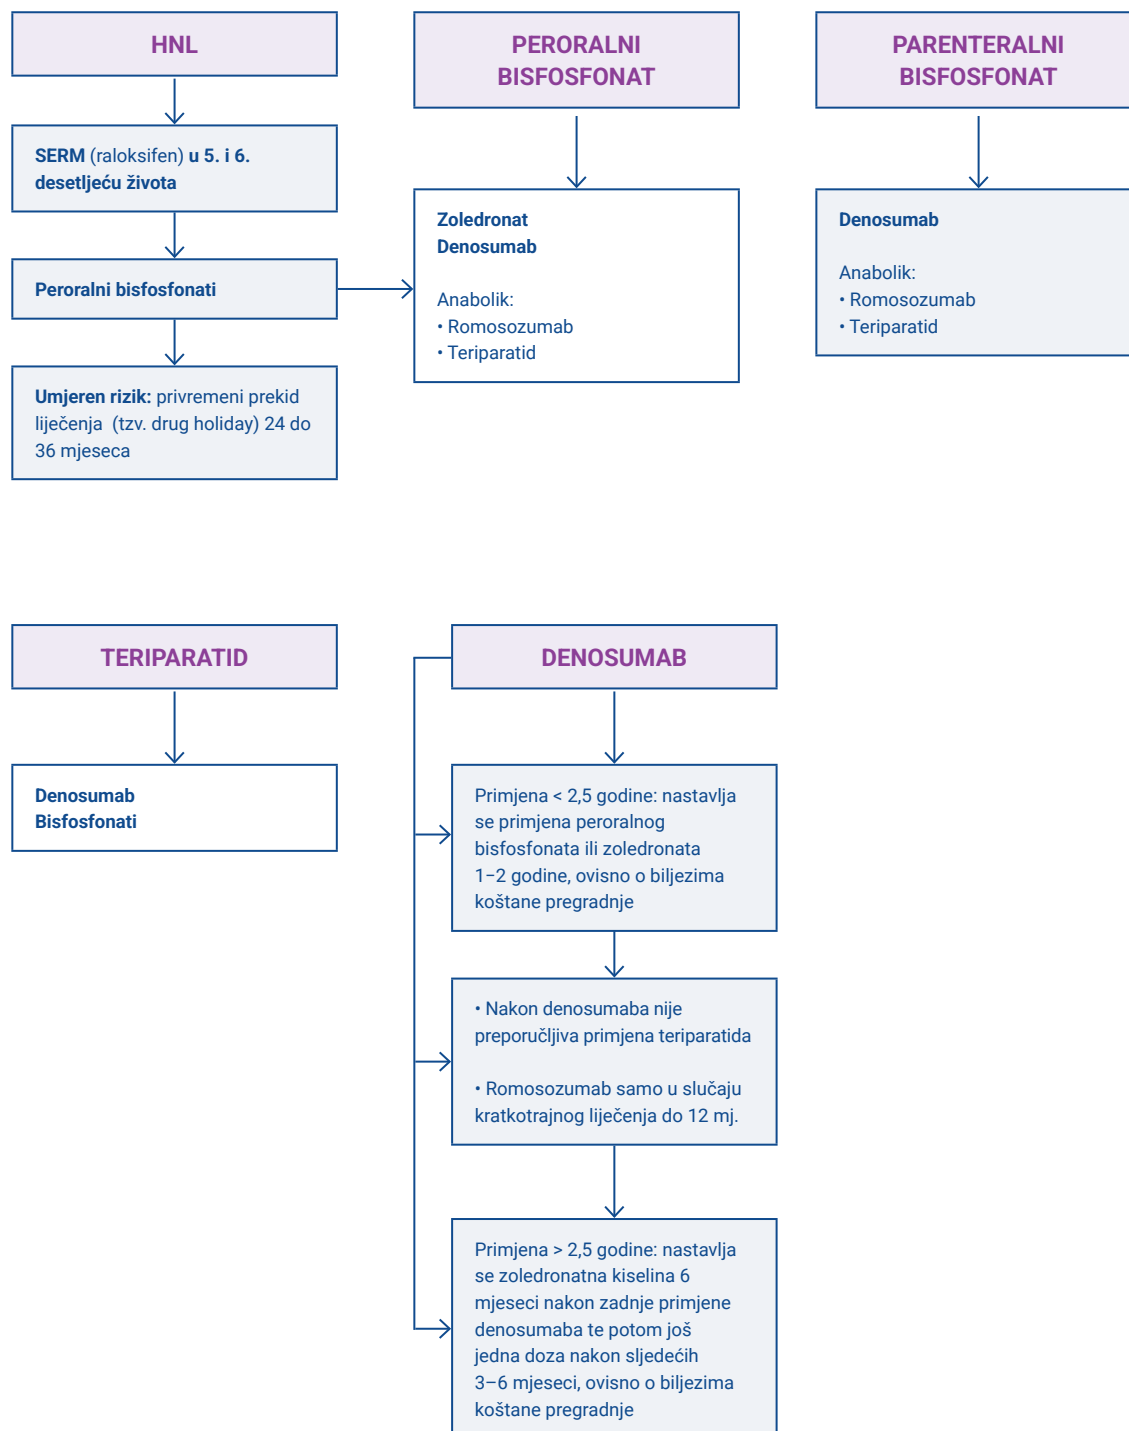 HNL
SERM (raloksifen) u 5. i 6.
desetljeću života
Peroralni bisfosfonati
Umjeren rizik: privremeni prekid
liječenja (tzv. drug holiday) 24 do
36 mjeseca
PERORALNI
BISFOSFONAT
Zoledronat
Denosumab
Anabolik:
• Romosozumab
• Teriparatid
PARENTERALNI
BISFOSFONAT
Denosumab
Anabolik:
• Romosozumab
• Teriparatid
TERIPARATID
Denosumab
Bisfosfonati
DENOSUMAB
Primjena < 2,5 godine: nastavlja
se primjena peroralnog
bisfosfonata ili zoledronata
1–2 godine, ovisno o biljezima
koštane pregradnje
• Nakon denosumaba nije
preporučljiva primjena teriparatida
• Romosozumab samo u slučaju
kratkotrajnog liječenja do 12 mj.
Primjena > 2,5 godine: nastavlja
se zoledronatna kiselina 6
mjeseci nakon zadnje primjene
denosumaba te potom još
jedna doza nakon sljedećih
3–6 mjeseci, ovisno o biljezima
koštane pregradnje